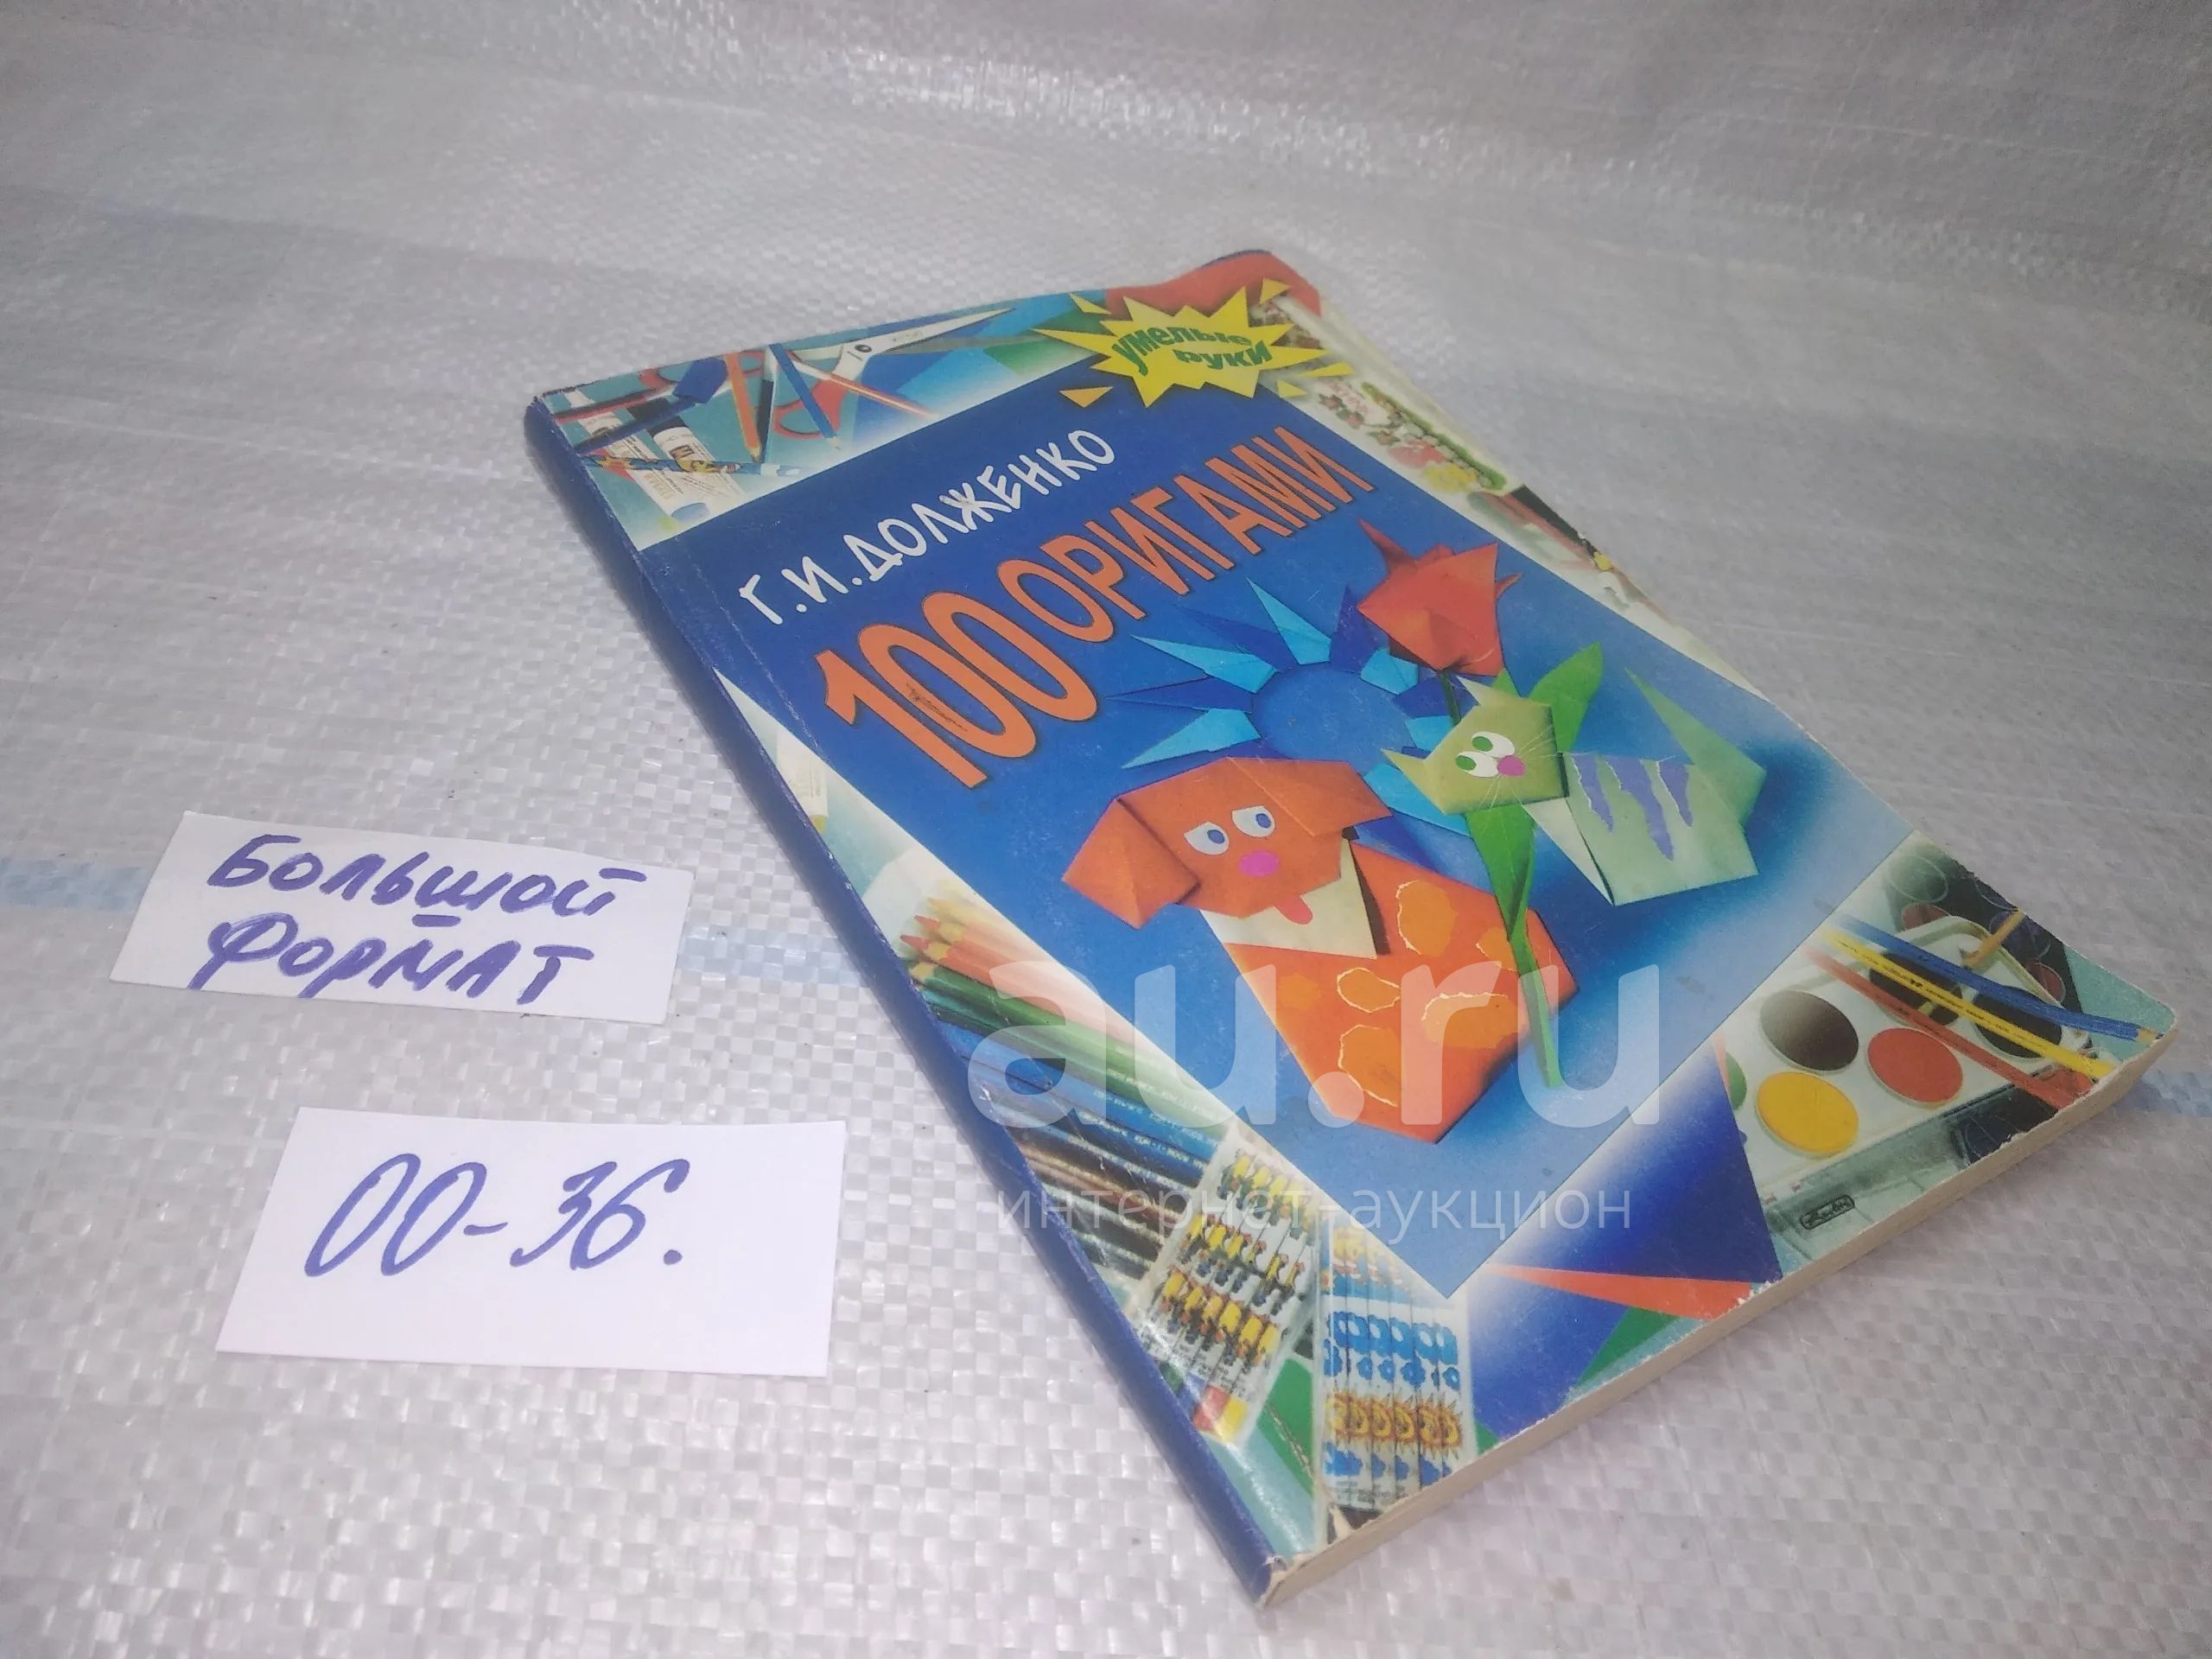 умелые
руки
Г.И.ДОЛЖЕНКО
100 ОРИГАМИ
БОЛЬШОЙ
ФОРМАТ
00-36.
au.ru
интернет-аукцион